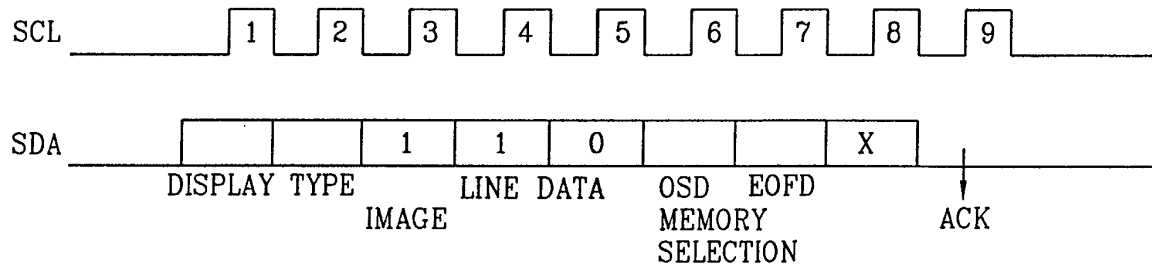 SCL 1 2 3 4 5 6 7 8 9
SDA 1 1 0 X
DISPLAY TYPE LINE DATA OSD EOFD
IMAGE MEMORY ACK
SELECTION